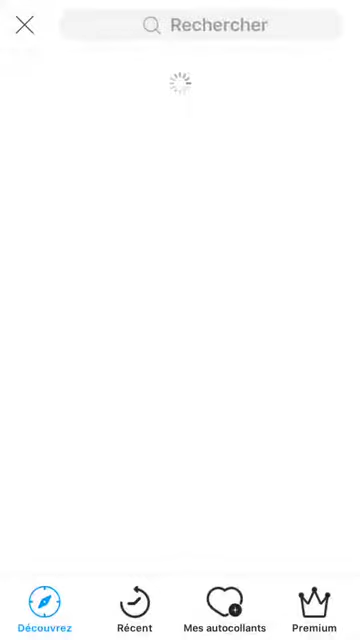 Rechercher
Découvrez
Récent
Mes autocollants
Premium